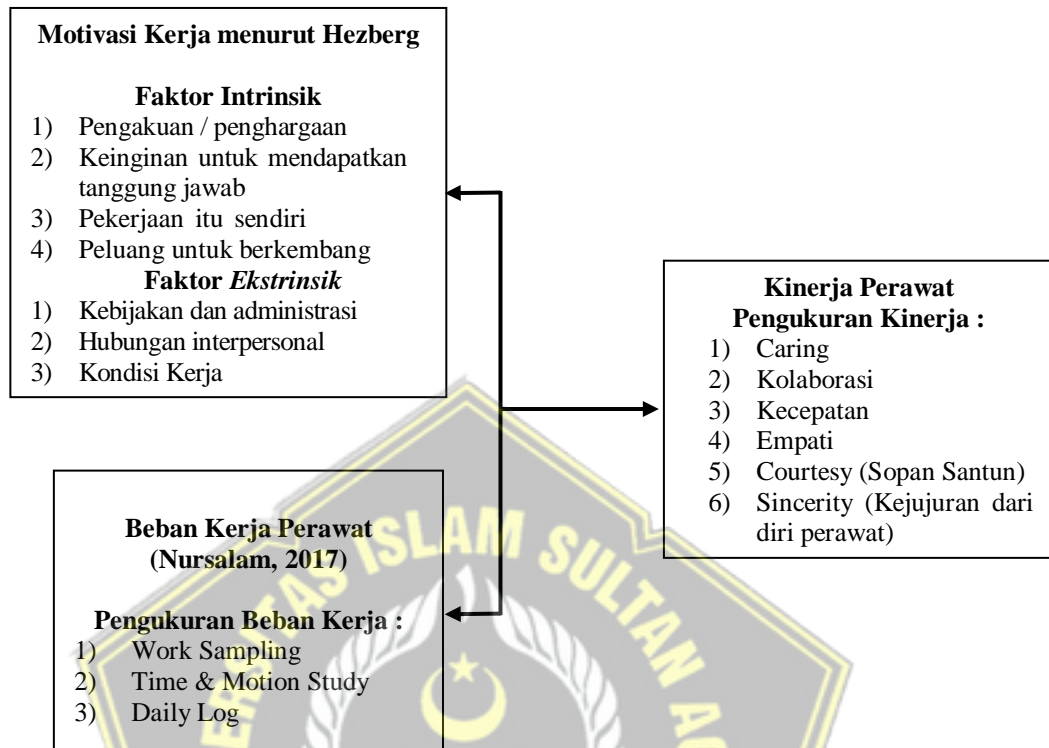 Motivasi Kerja menurut Hezberg
Faktor Intrinsik
1) Pengakuan / penghargaan
2) Keinginan untuk mendapatkan
tanggung jawab
3) Pekerjaan itu sendiri
4) Peluang untuk berkembang
Faktor Ekstrinsik
1) Kebijakan dan administrasi
2) Hubungan interpersonal
3) Kondisi Kerja
Kinerja Perawat
Pengukuran Kinerja :
1) Caring
2) Kolaborasi
3) Kecepatan
4) Empati
5) Courtesy (Sopan Santun)
6) Sincerity (Kejujuran dari
diri perawat)
Beban Kerja Perawat
(Nursalam, 2017)
Pengukuran Beban Kerja :
1) Work Sampling
2) Time & Motion Study
3) Daily Log
ISLAM SULTAN